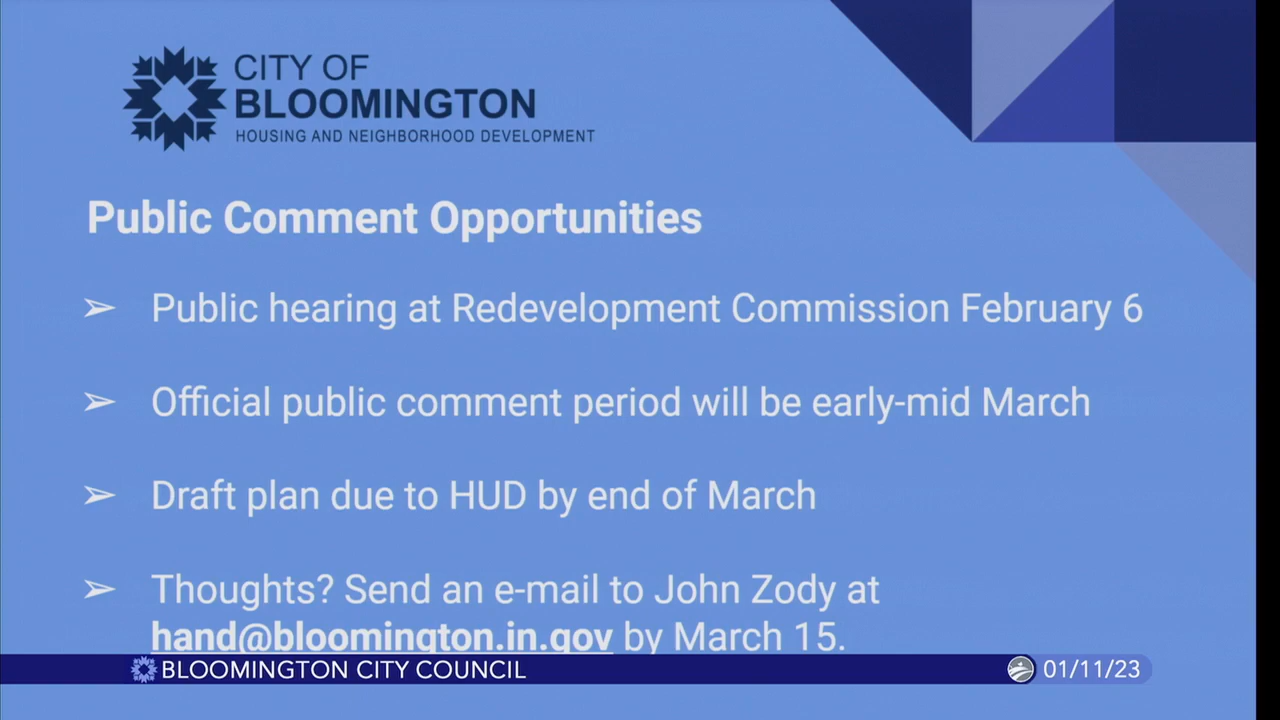 CITY OF
BLOOMINGTON
HOUSING AND NEIGHBORHOOD DEVELOPMENT
Public Comment Opportunities
➢ Public hearing at Redevelopment Commission February 6
➢ Official public comment period will be early-mid March
➢ Draft plan due to HUD by end of March
➢ Thoughts? Send an e-mail to John Zody at
hand@bloomington.in.gov by March 15.
BLOOMINGTON CITY COUNCIL
01/11/23